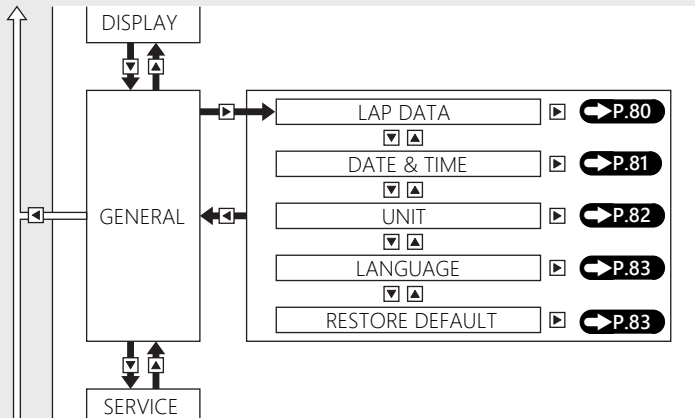 DISPLAY
GENERAL
LAP DATA P.80
DATE & TIME P.81
UNIT P.82
LANGUAGE P.83
RESTORE DEFAULT P.83
SERVICE